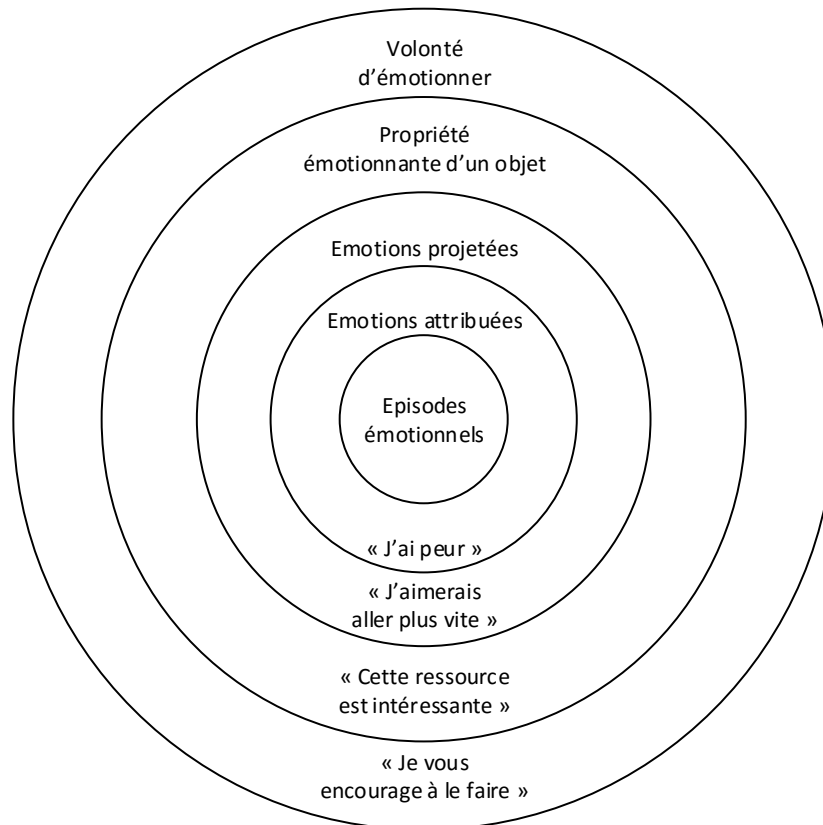 Volonté
d’émotionner
Propriété
émotionnante d’un objet
Emotions projetées
Emotions attribuées
Episodes
émotionnels
« J’ai peur »
« J’aimerais
aller plus vite »
« Cette ressource
est intéressante »
« Je vous
encourage à le faire »